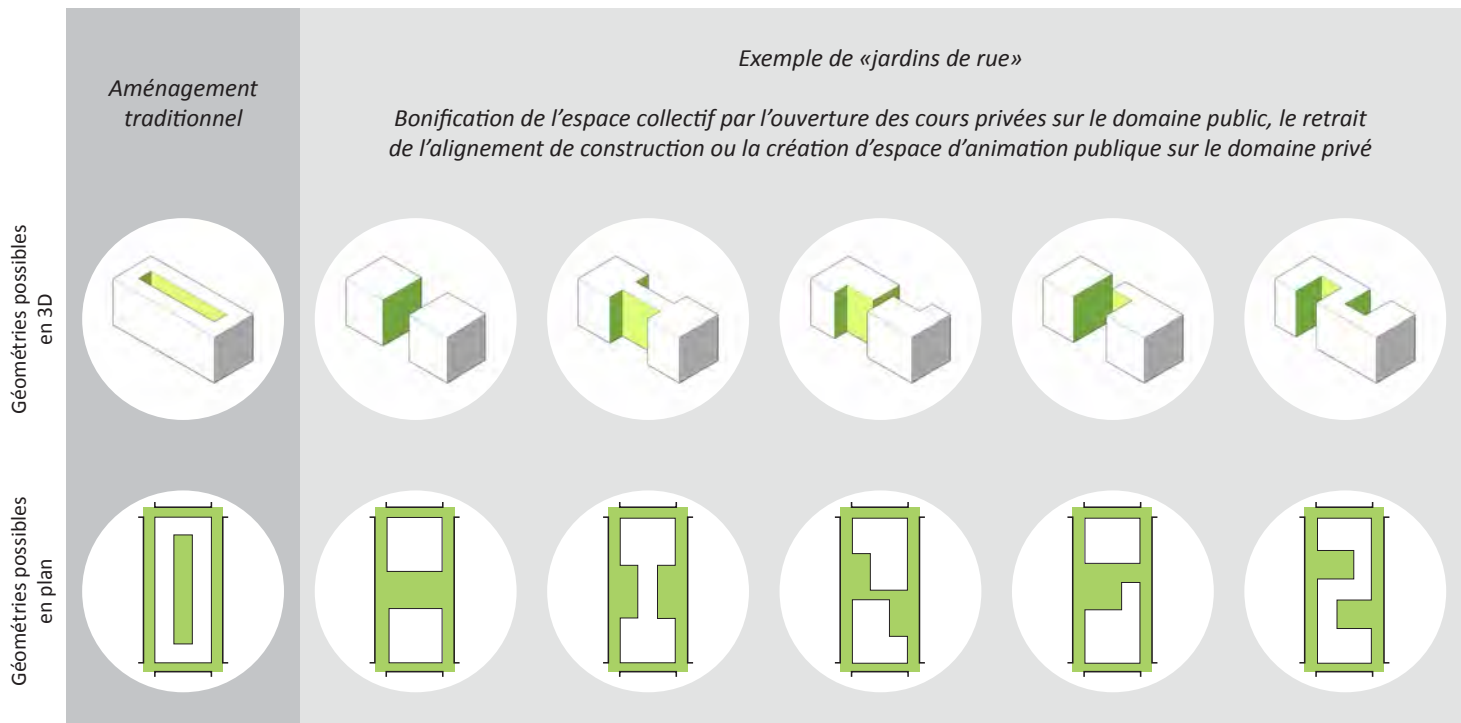 Aménagement
traditionnel
Exemple de «jardins de rue»
Bonification de l’espace collectif par l’ouverture des cours privées sur le domaine public, le retrait
de l’alignement de construction ou la création d’espace d’animation publique sur le domaine privé
Géométries possibles
en 3D
Géométries possibles
en plan